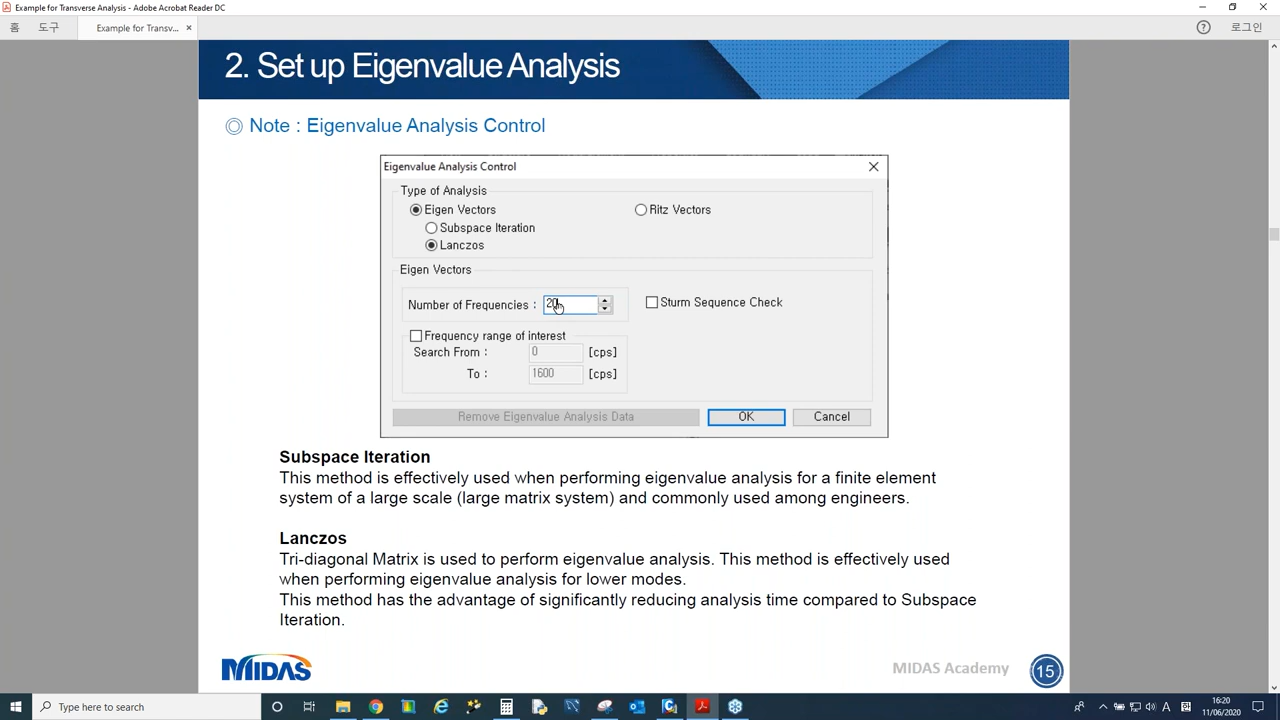 Example for Transverse Analysis - Adobe Acrobat Reader DC
홈 도구 Example for Transv... × ? 로그인
2. Set up Eigenvalue Analysis
Note : Eigenvalue Analysis Control
Eigenvalue Analysis Control
Type of Analysis
Eigen Vectors Ritz Vectors
Subspace Iteration
Lanczos
Eigen Vectors
Number of Frequencies : 20 Sturm Sequence Check
Frequency range of interest
Search From : 0 [cps]
To : 1600 [cps]
Remove Eigenvalue Analysis Data OK Cancel
Subspace Iteration
This method is effectively used when performing eigenvalue analysis for a finite element
system of a large scale (large matrix system) and commonly used among engineers.
Lanczos
Tri-diagonal Matrix is used to perform eigenvalue analysis. This method is effectively used
when performing eigenvalue analysis for lower modes.
This method has the advantage of significantly reducing analysis time compared to Subspace
Iteration.
MIDAS MIDAS Academy 15
Type here to search A 16:20
11/06/2020